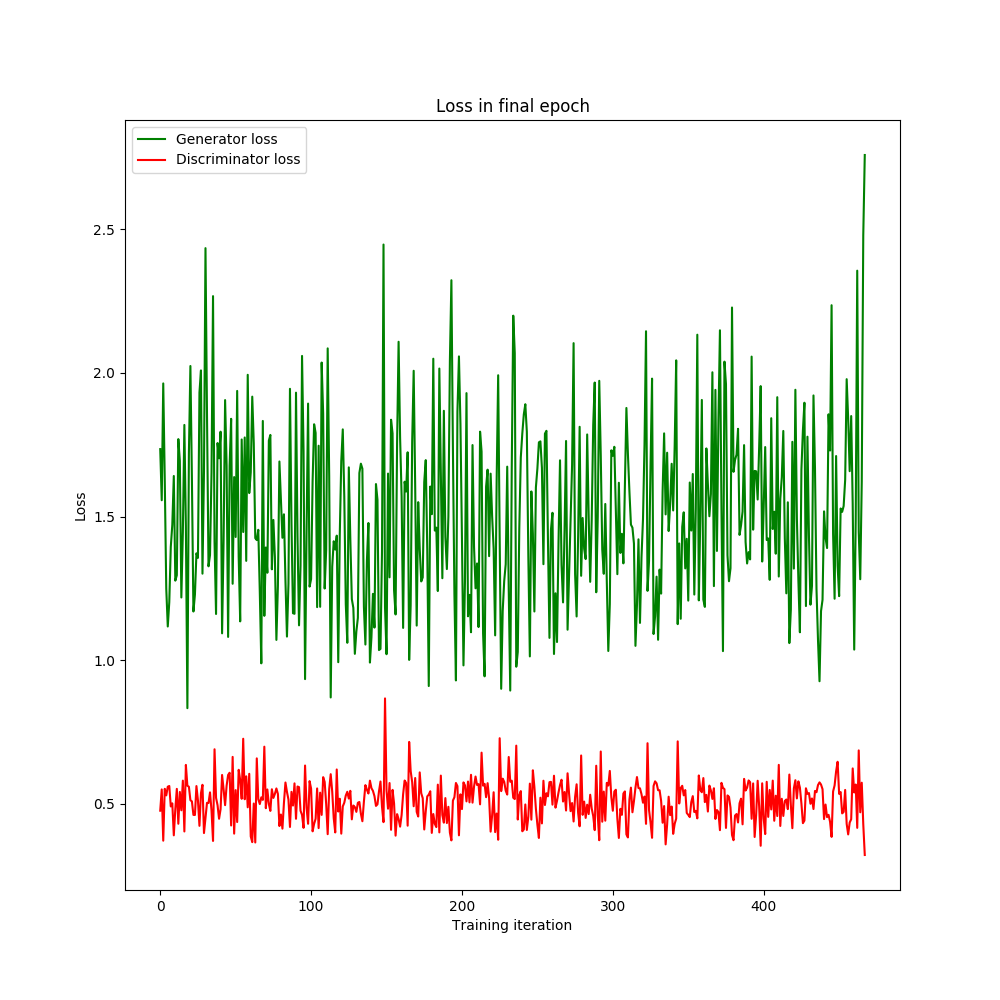 Loss in final epoch
Generator loss
Discriminator loss
2.5
2.0
1.5
1.0
0.5
Loss
0 100 200 300 400
Training iteration